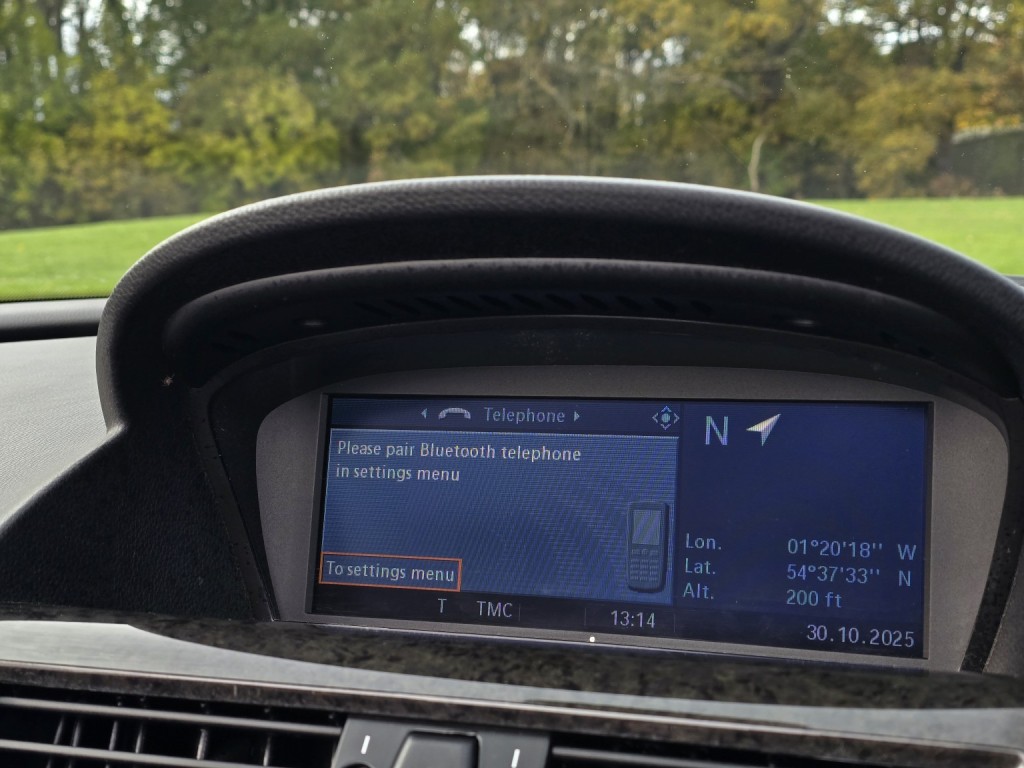 Telephone
Please pair Bluetooth telephone
in settings menu
To settings menu
T TMC 13:14
N
Lon. 01°20'18'' W
Lat. 54°37'33'' N
Alt. 200 ft
30.10.2025